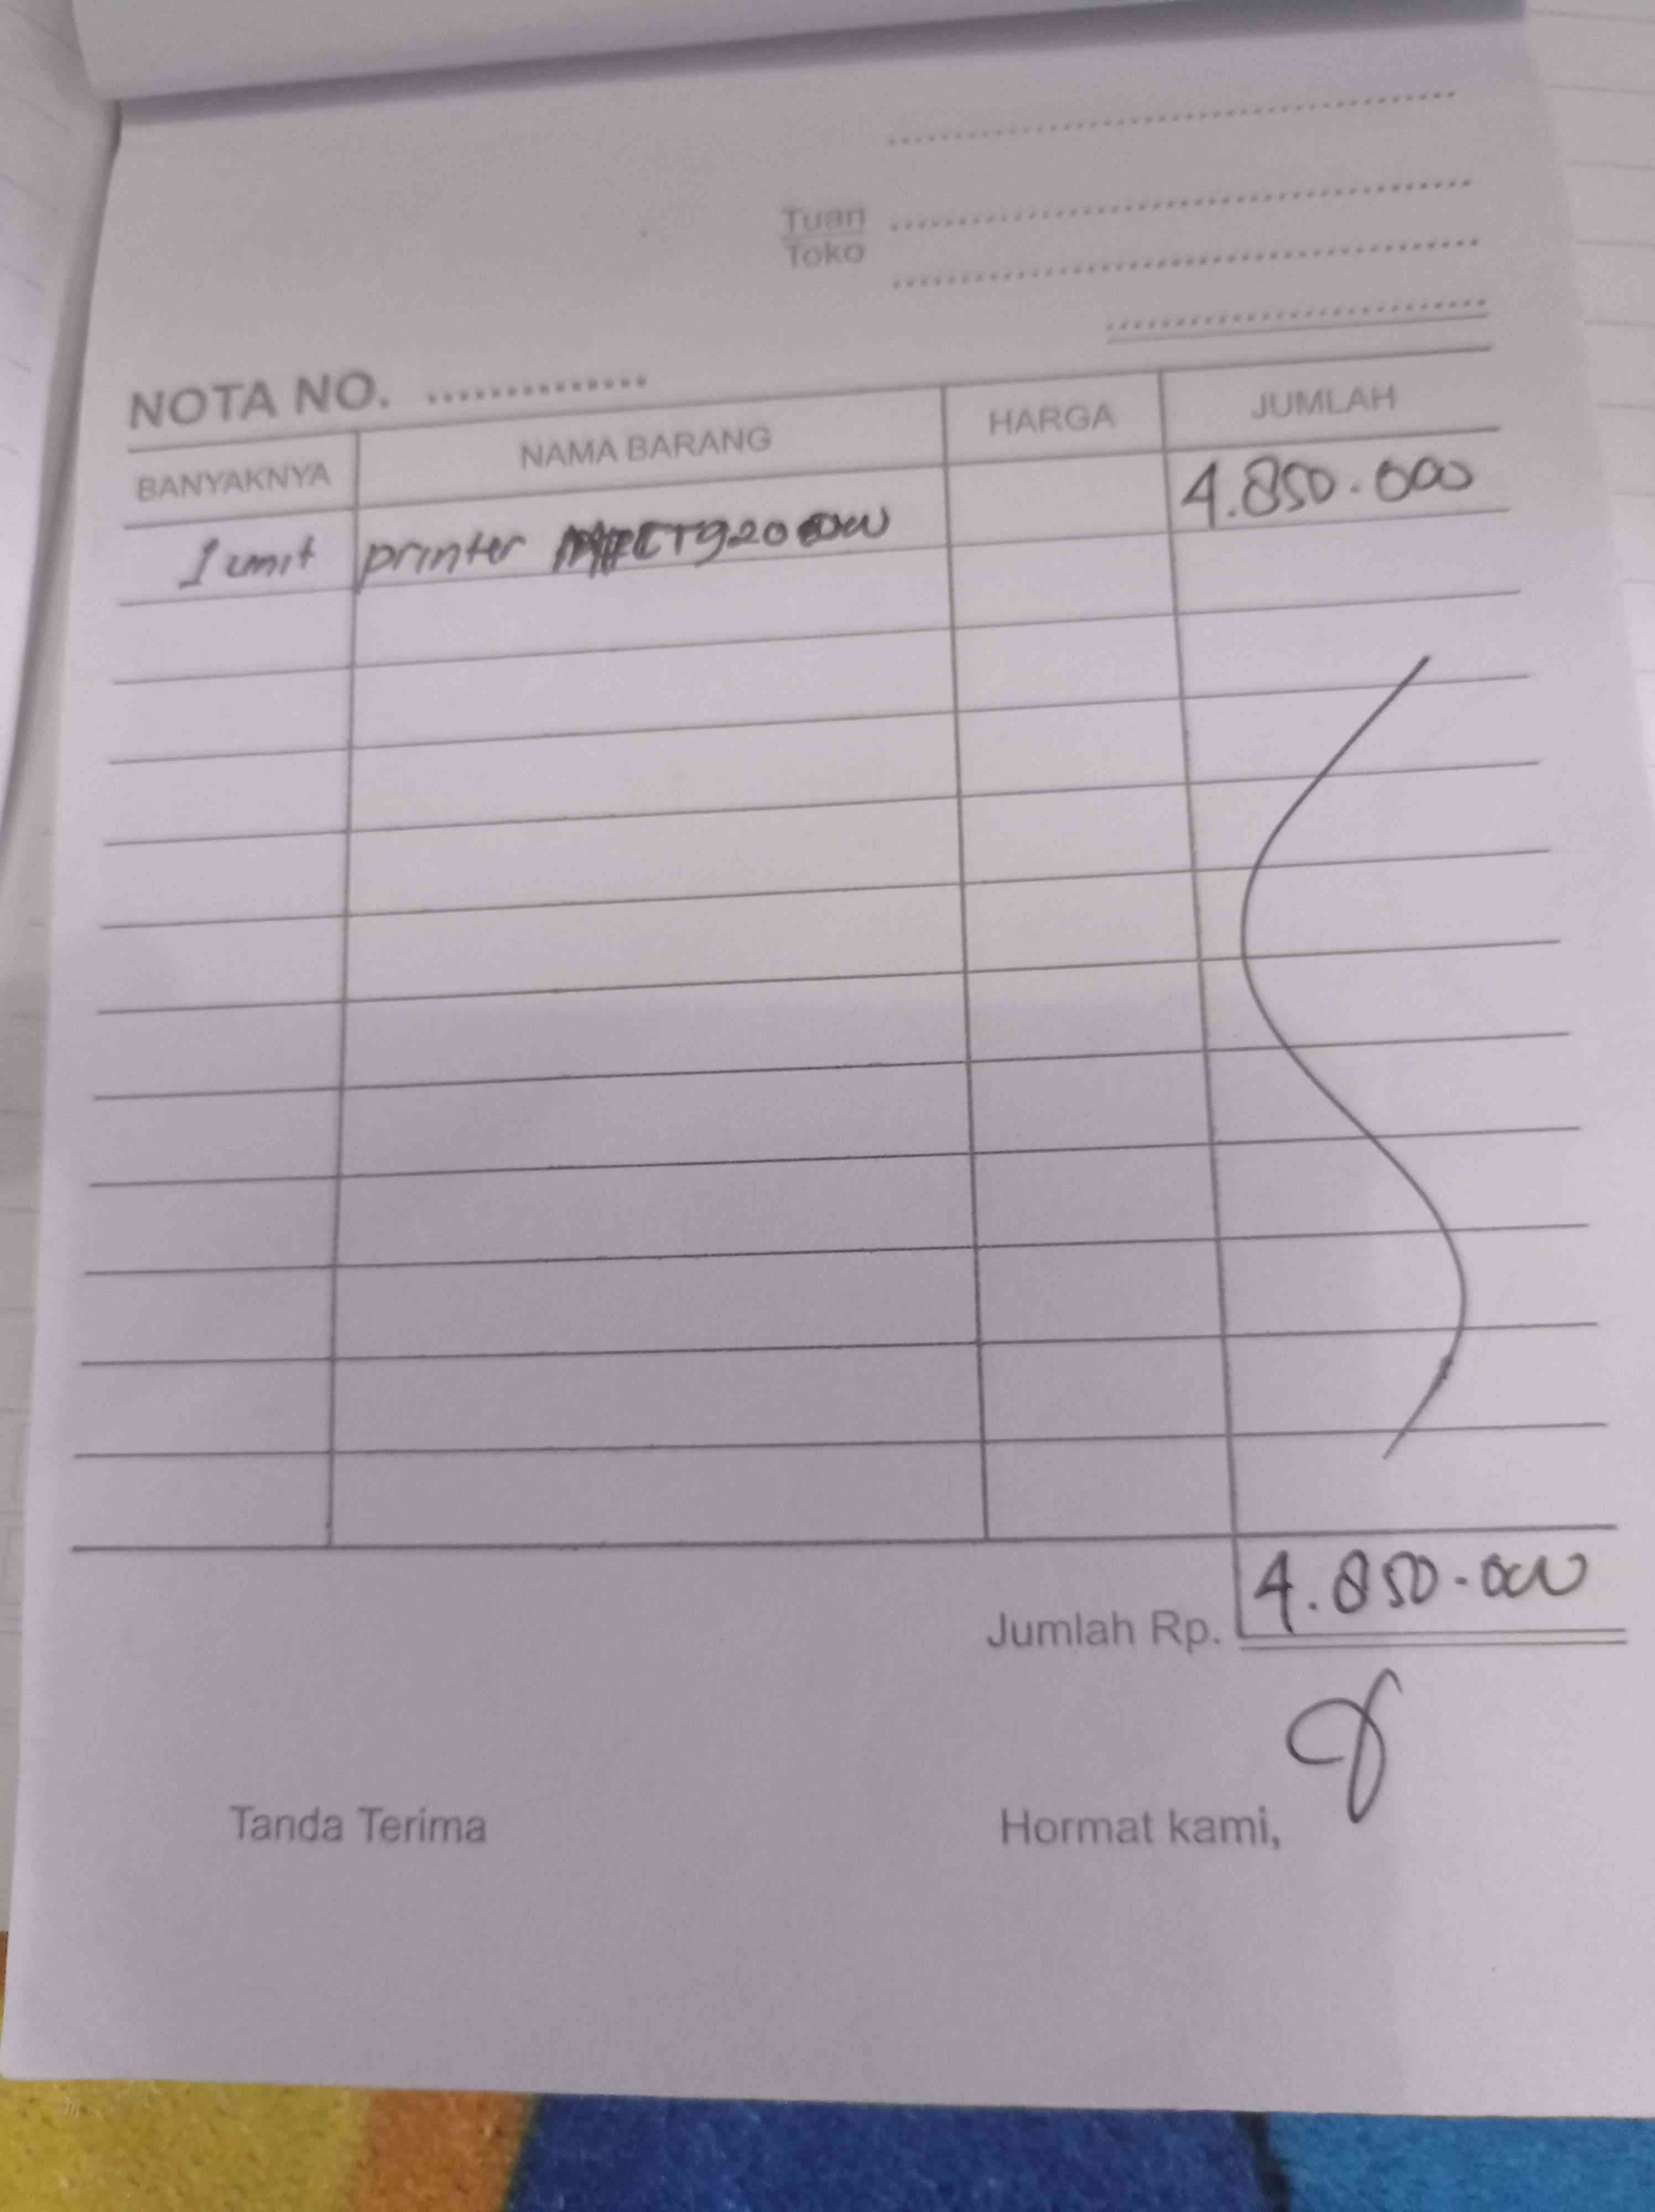 Tuan
Toko
NOTA NO. ..............
BANYAKNYA NAMA BARANG HARGA JUMLAH
1 unit printer 4.850.000
Jumlah Rp. 4.850.000
Tanda Terima Hormat kami,